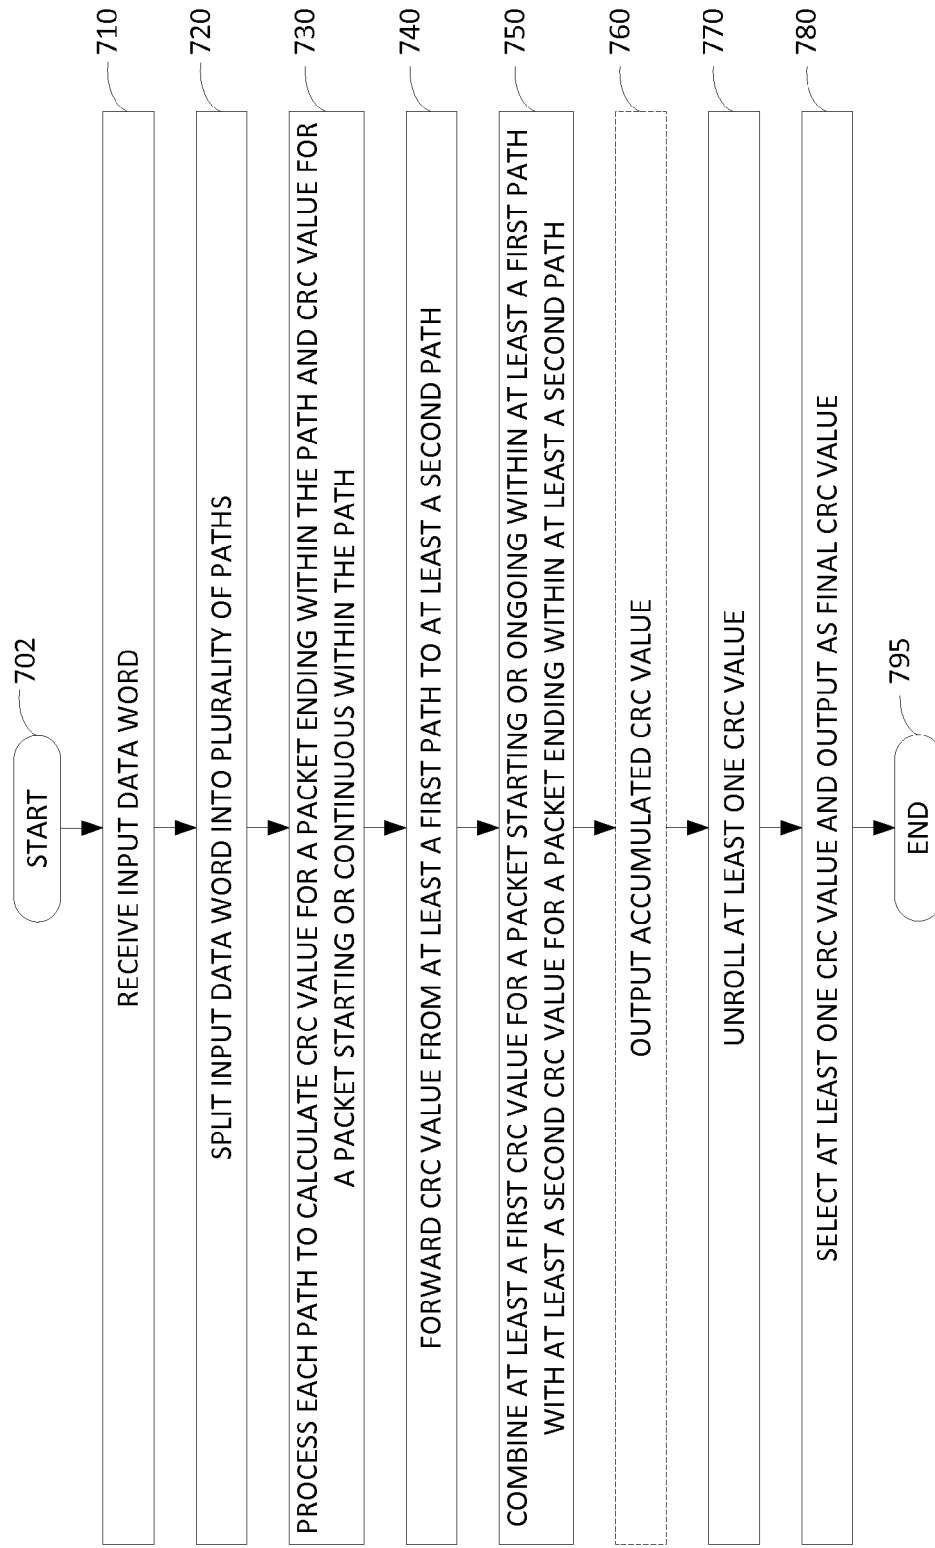 START
702
RECEIVE INPUT DATA WORD
710
SPLIT INPUT DATA WORD INTO PLURALITY OF PATHS
720
PROCESS EACH PATH TO CALCULATE CRC VALUE FOR A PACKET ENDING WITHIN THE PATH AND CRC VALUE FOR
A PACKET STARTING OR CONTINUOUS WITHIN THE PATH
730
FORWARD CRC VALUE FROM AT LEAST A FIRST PATH TO AT LEAST A SECOND PATH
740
COMBINE AT LEAST A FIRST CRC VALUE FOR A PACKET STARTING OR ONGOING WITHIN AT LEAST A FIRST PATH
WITH AT LEAST A SECOND CRC VALUE FOR A PACKET ENDING WITHIN AT LEAST A SECOND PATH
750
OUTPUT ACCUMULATED CRC VALUE
760
UNROLL AT LEAST ONE CRC VALUE
770
SELECT AT LEAST ONE CRC VALUE AND OUTPUT AS FINAL CRC VALUE
780
END
795